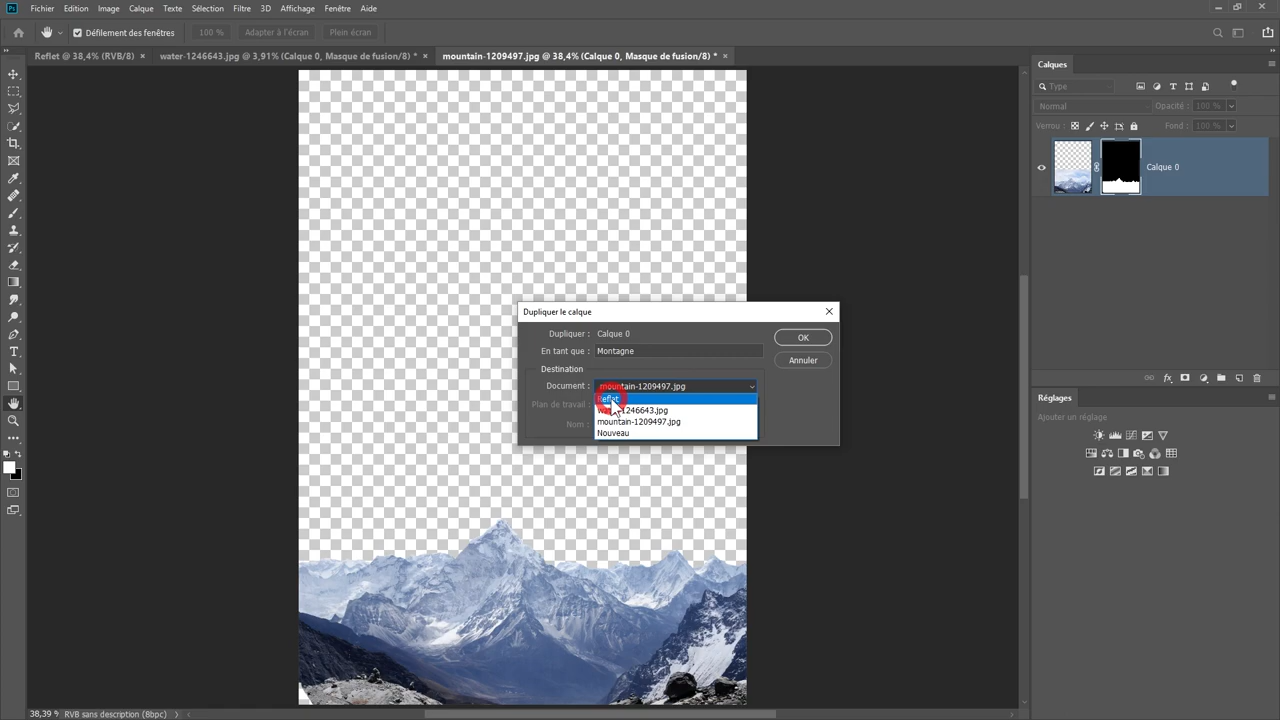 Ps Fichier Edition Image Calque Texte Sélection Filtre 3D Affichage Fenêtre Aide
Défilement des fenêtres 100 % Adapter à l'écran Plein écran
Reflet @ 38,4% (RVB/8) × water-1246643.jpg @ 3,91% (Calque 0, Masque de fusion/8) * × mountain-1209497.jpg @ 38,4% (Calque 0, Masque de fusion/8) * ×
Calques
Type
Normal Opacité : 100 %
Verrou : Fond : 100 %
Calque 0
Dupliquer le calque
Dupliquer : Calque 0
OK
En tant que : Montagne
Annuler
Destination
Document : mountain-1209497.jpg
Reflet
Plan de travail :
1246643.jpg
mountain-1209497.jpg
Nom :
Nouveau
fx
Réglages
Ajouter un réglage
38,39 % RVB sans description (8bpc)